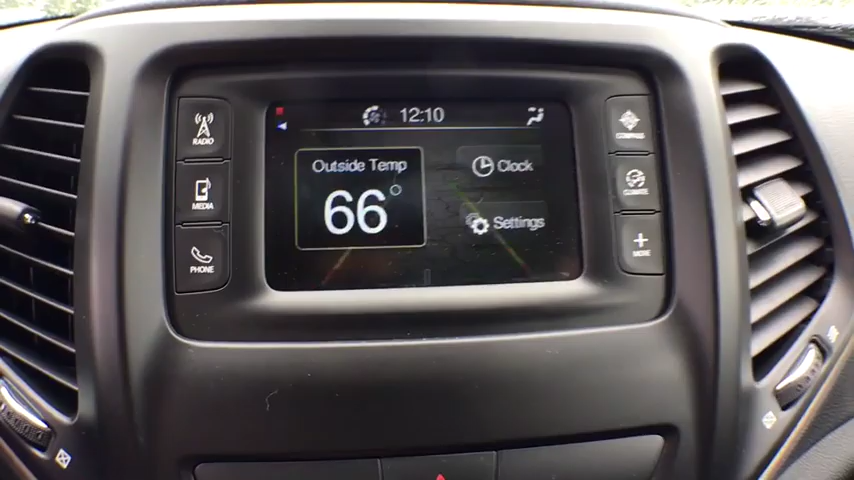 12:10
RADIO
MEDIA
PHONE
Outside Temp
66°
Clock
Settings
COMPASS
CLIMATE
MORE